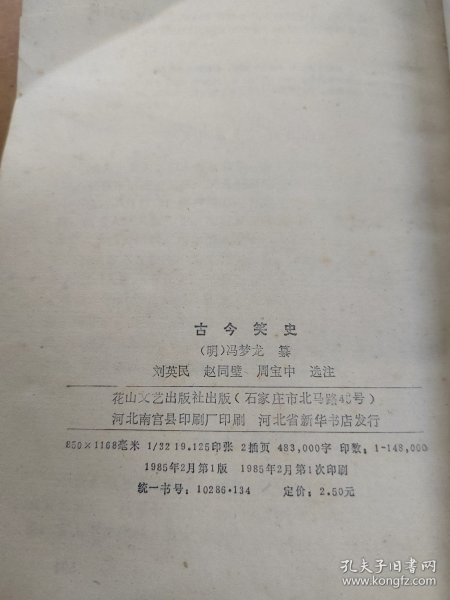 古今笑史
(明)冯梦龙 纂
刘英民 赵同璧 周宝中 选注
花山文艺出版社出版(石家庄市北马路45号)
河北南宫县印刷厂印刷 河北省新华书店发行
850×1168毫米 1/32 19.125印张 2插页 483,000字 印数:1-148,000
1985年2月第1版 1985年2月第1次印刷
统一书号:10286·134 定价:2.50元
孔夫子旧书网
www.kongfz.com